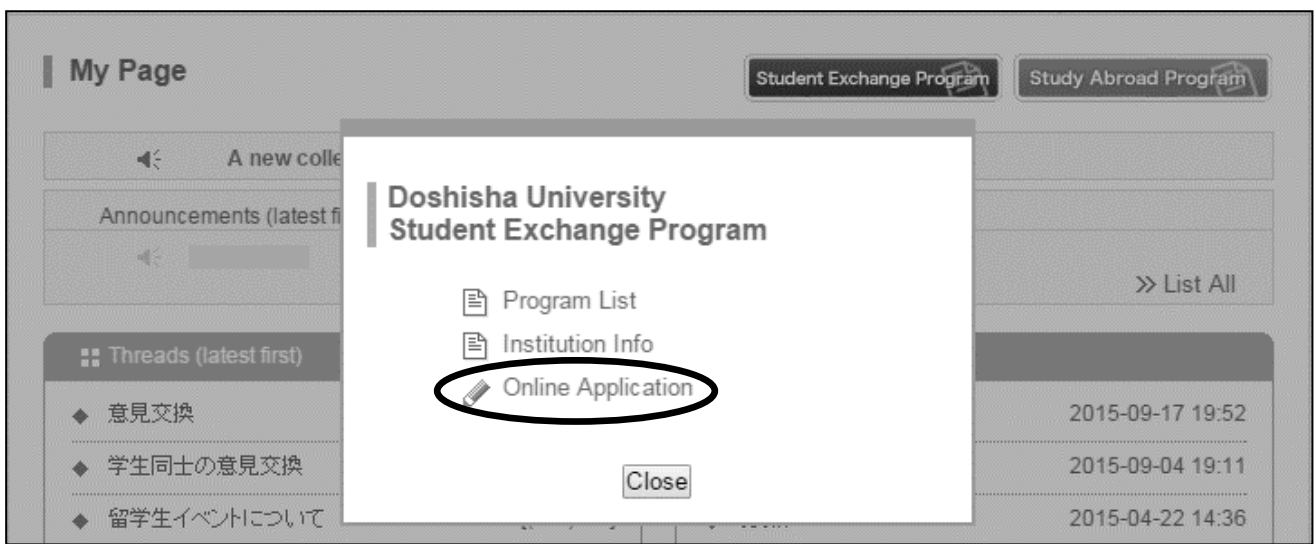 My Page
Student Exchange Program
Study Abroad Program
A new colle
Announcements (latest fi
Doshisha University
Student Exchange Program
Program List
Institution Info
Online Application
Close
>> List All
Threads (latest first)
意見交換
2015-09-17 19:52
学生同士の意見交換
2015-09-04 19:11
留学生イベントについて
2015-04-22 14:36